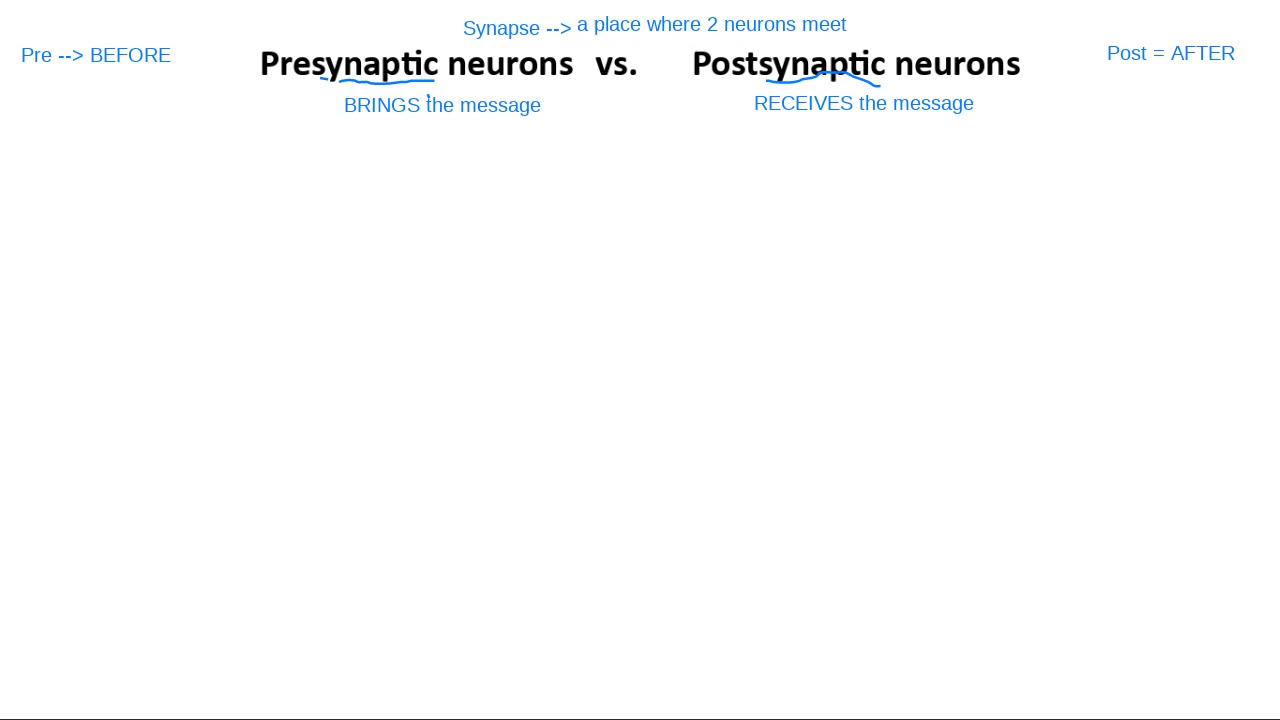 Synapse --> a place where 2 neurons meet
Pre --> BEFORE
Presynaptic neurons vs. Postsynaptic neurons
Post = AFTER
BRINGS the message
RECEIVES the message